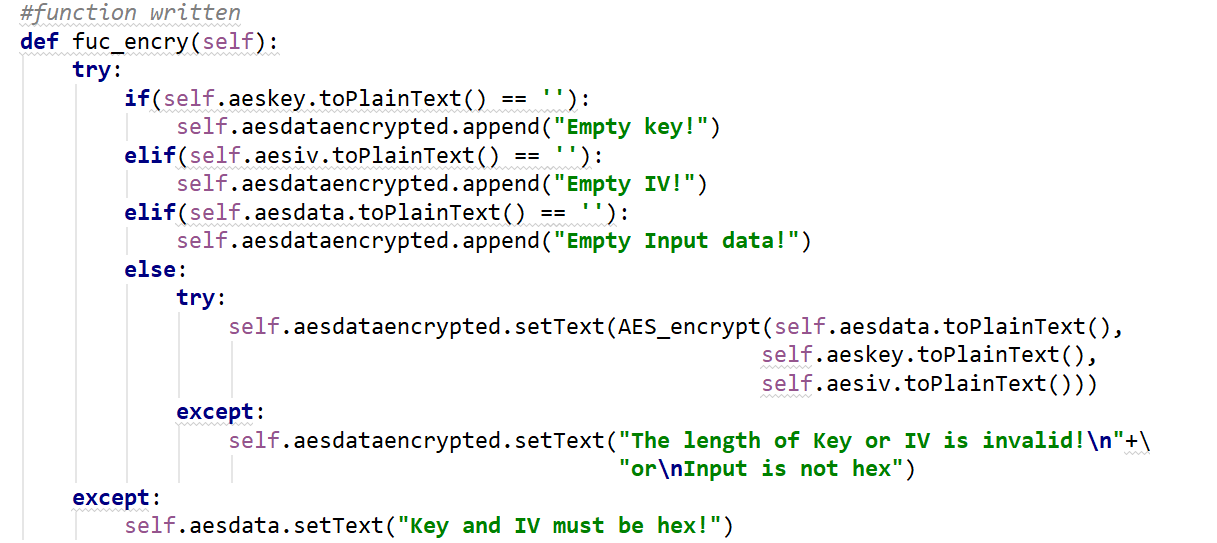 #function written
def fuc_encry(self):
    try:
        if(self.aeskey.toPlainText() == ''):
            self.aesdataencrypted.append("Empty key!")
        elif(self.aesiv.toPlainText() == ''):
            self.aesdataencrypted.append("Empty IV!")
        elif(self.aesdata.toPlainText() == ''):
            self.aesdataencrypted.append("Empty Input data!")
        else:
            try:
                self.aesdataencrypted.setText(AES_encrypt(self.aesdata.toPlainText(),
                                                         self.aeskey.toPlainText(),
                                                         self.aesiv.toPlainText()))
            except:
                self.aesdataencrypted.setText("The length of Key or IV is invalid!\n"+\
                                              "or\nInput is not hex")
    except:
        self.aesdata.setText("Key and IV must be hex!")